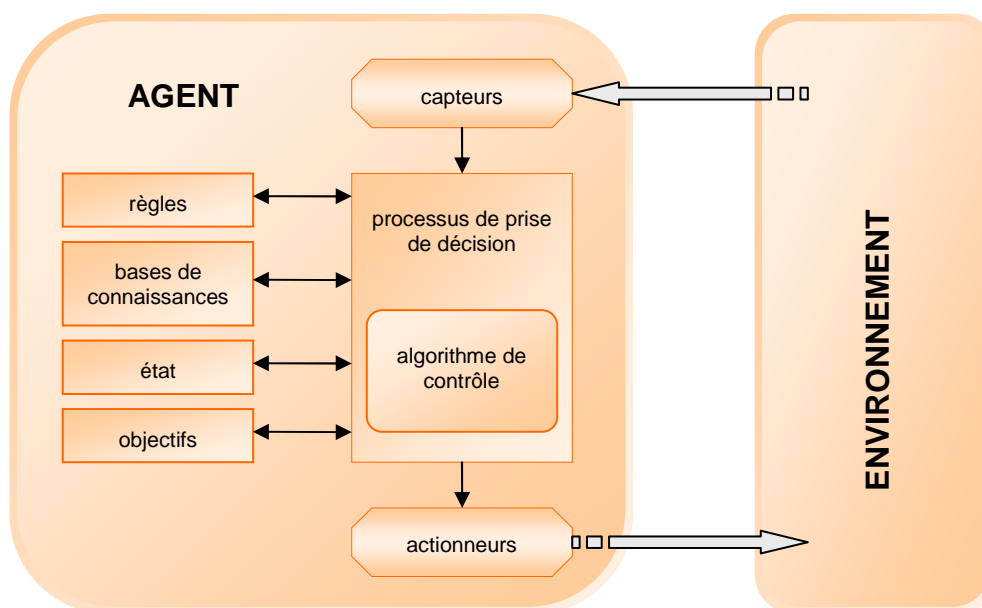 AGENT
capteurs
règles
processus de prise
de décision
bases de
connaissances
algorithme de
contrôle
état
objectifs
actionneurs
ENVIRONNEMENT